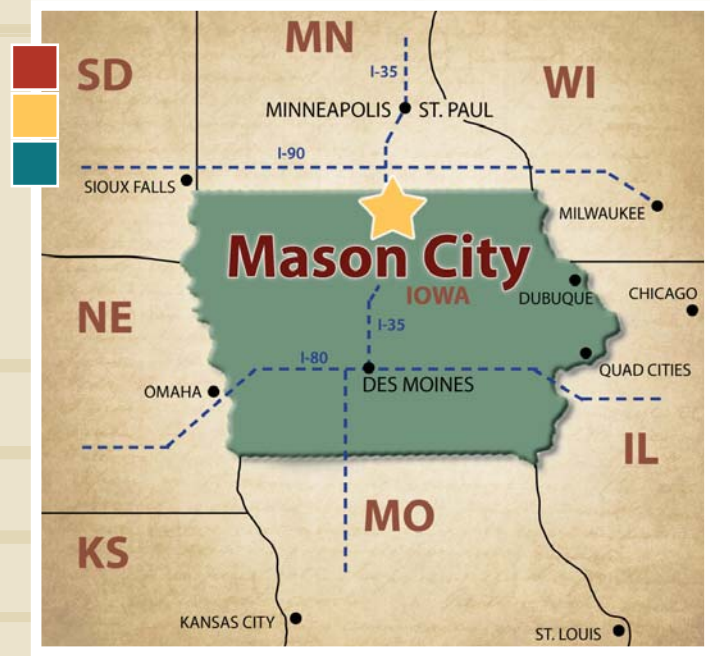 MN
SD
I-35
WI
MINNEAPOLIS
ST. PAUL
I-90
SIOUX FALLS
MILWAUKEE
Mason City
IOWA
DUBUQUE
CHICAGO
NE
I-35
I-80
QUAD CITIES
OMAHA
DES MOINES
IL
MO
KS
KANSAS CITY
ST. LOUIS